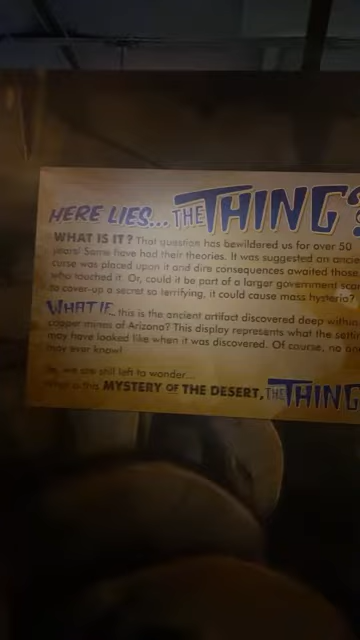 HERE LIES... THE THING?
WHAT IS IT? That question has bewildered us for over 50
years! Some have had their theories. It was suggested an ancie
curse was placed upon it and dire consequences awaited those
who touched it. Or, could it be part of a larger government
to cover-up a secret so terrifying, it could cause mass hysteria?
WHAT IF... this is the ancient artifact discovered deep within
copper mines of Arizona? This display represents what the
may have looked like when it was discovered. Of course, no
may ever know!
we are still left to wonder...
What is this MYSTERY OF THE DESERT, THE THING